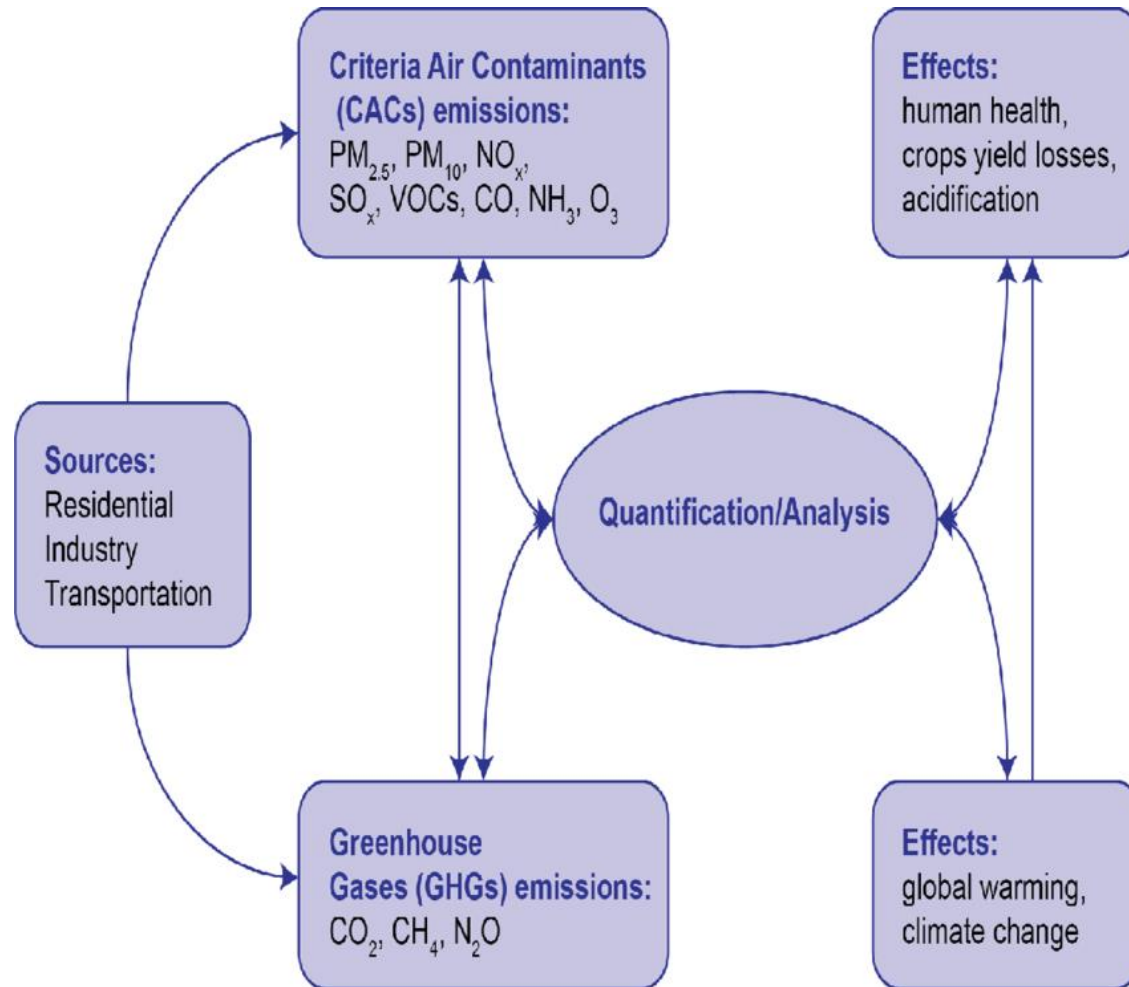 Criteria Air Contaminants
(CACs) emissions:
PM2.5, PM10, NOx,
SOx, VOCs, CO, NH3, O3
Effects:
human health,
crops yield losses,
acidification
Sources:
Residential
Industry
Transportation
Quantification/Analysis
Greenhouse
Gases (GHGs) emissions:
CO2, CH4, N2O
Effects:
global warming,
climate change